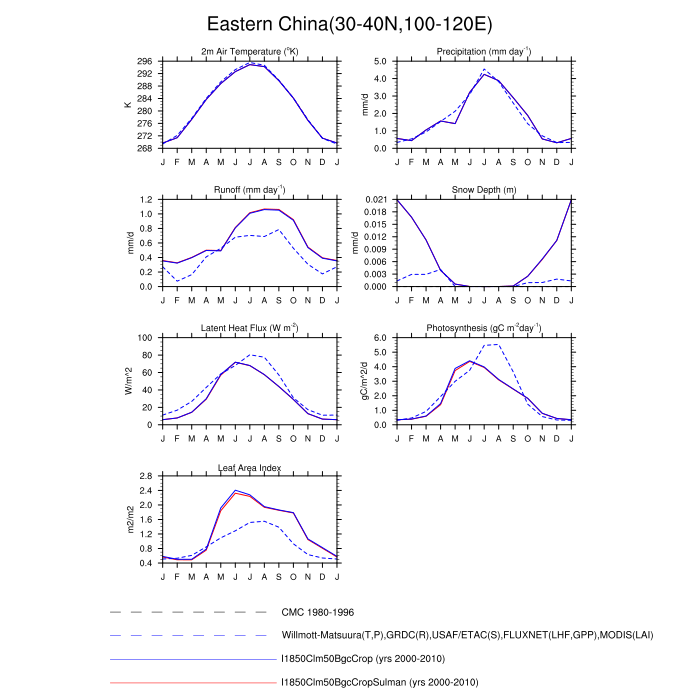 Eastern China(30-40N,100-120E)
2m Air Temperature (°K)
296
292
288
284
280
276
272
268
K
J F M A M J J A S O N D J
Precipitation (mm day⁻¹)
5.0
4.0
3.0
2.0
1.0
0.0
mm/d
J F M A M J J A S O N D J
Runoff (mm day⁻¹)
1.2
1.0
0.8
0.6
0.4
0.2
0.0
mm/d
J F M A M J J A S O N D J
Snow Depth (m)
0.021
0.018
0.015
0.012
0.009
0.006
0.003
0.000
mm/d
J F M A M J J A S O N D J
Latent Heat Flux (W m⁻²)
100
80
60
40
20
0
W/m^2
J F M A M J J A S O N D J
Photosynthesis (gC m⁻²day⁻¹)
6.0
5.0
4.0
3.0
2.0
1.0
0.0
gC/m^2/d
J F M A M J J A S O N D J
Leaf Area Index
2.8
2.4
2.0
1.6
1.2
0.8
0.4
m2/m2
J F M A M J J A S O N D J
CMC 1980-1996
Willmott-Matsuura(T,P),GRDC(R),USAF/ETAC(S),FLUXNET(LHF,GPP),MODIS(LAI)
I1850Clm50BgcCrop (yrs 2000-2010)
I1850Clm50BgcCropSulman (yrs 2000-2010)